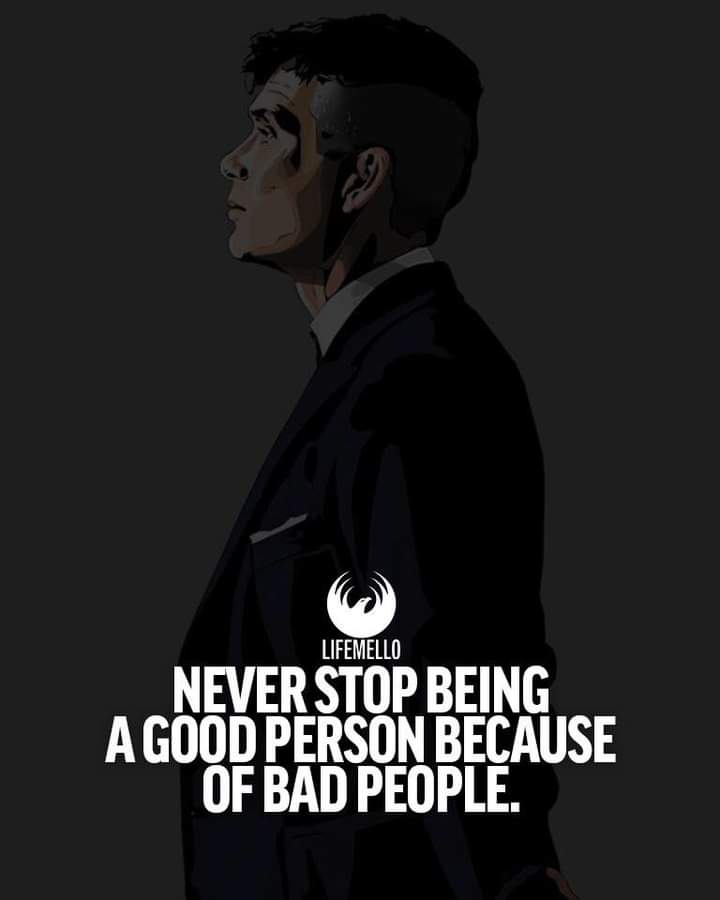 LIFEMELLO
NEVER STOP BEING
A GOOD PERSON BECAUSE
OF BAD PEOPLE.